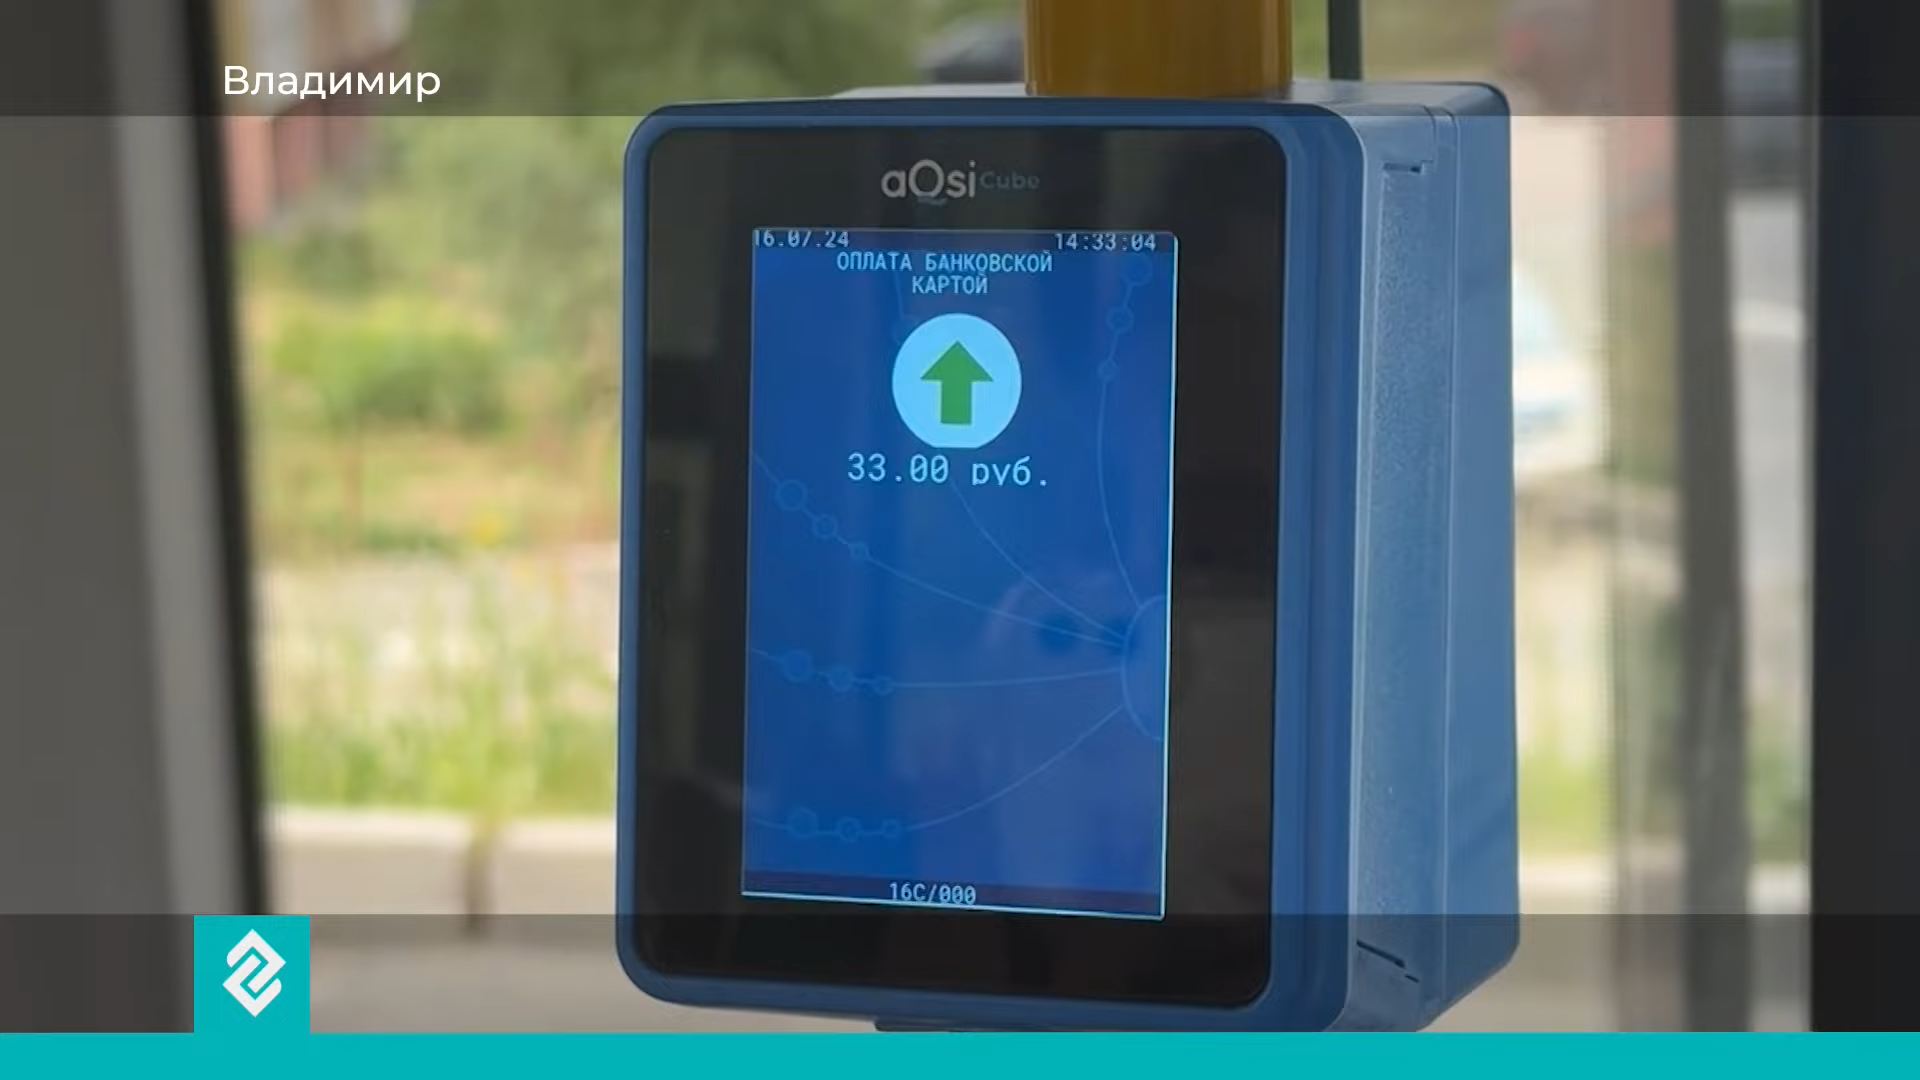 Владимир
aQsi Cube
16.07.24 14:33:04
ОПЛАТА БАНКОВСКОЙ
КАРТОЙ
33.00 руб.
16C/000